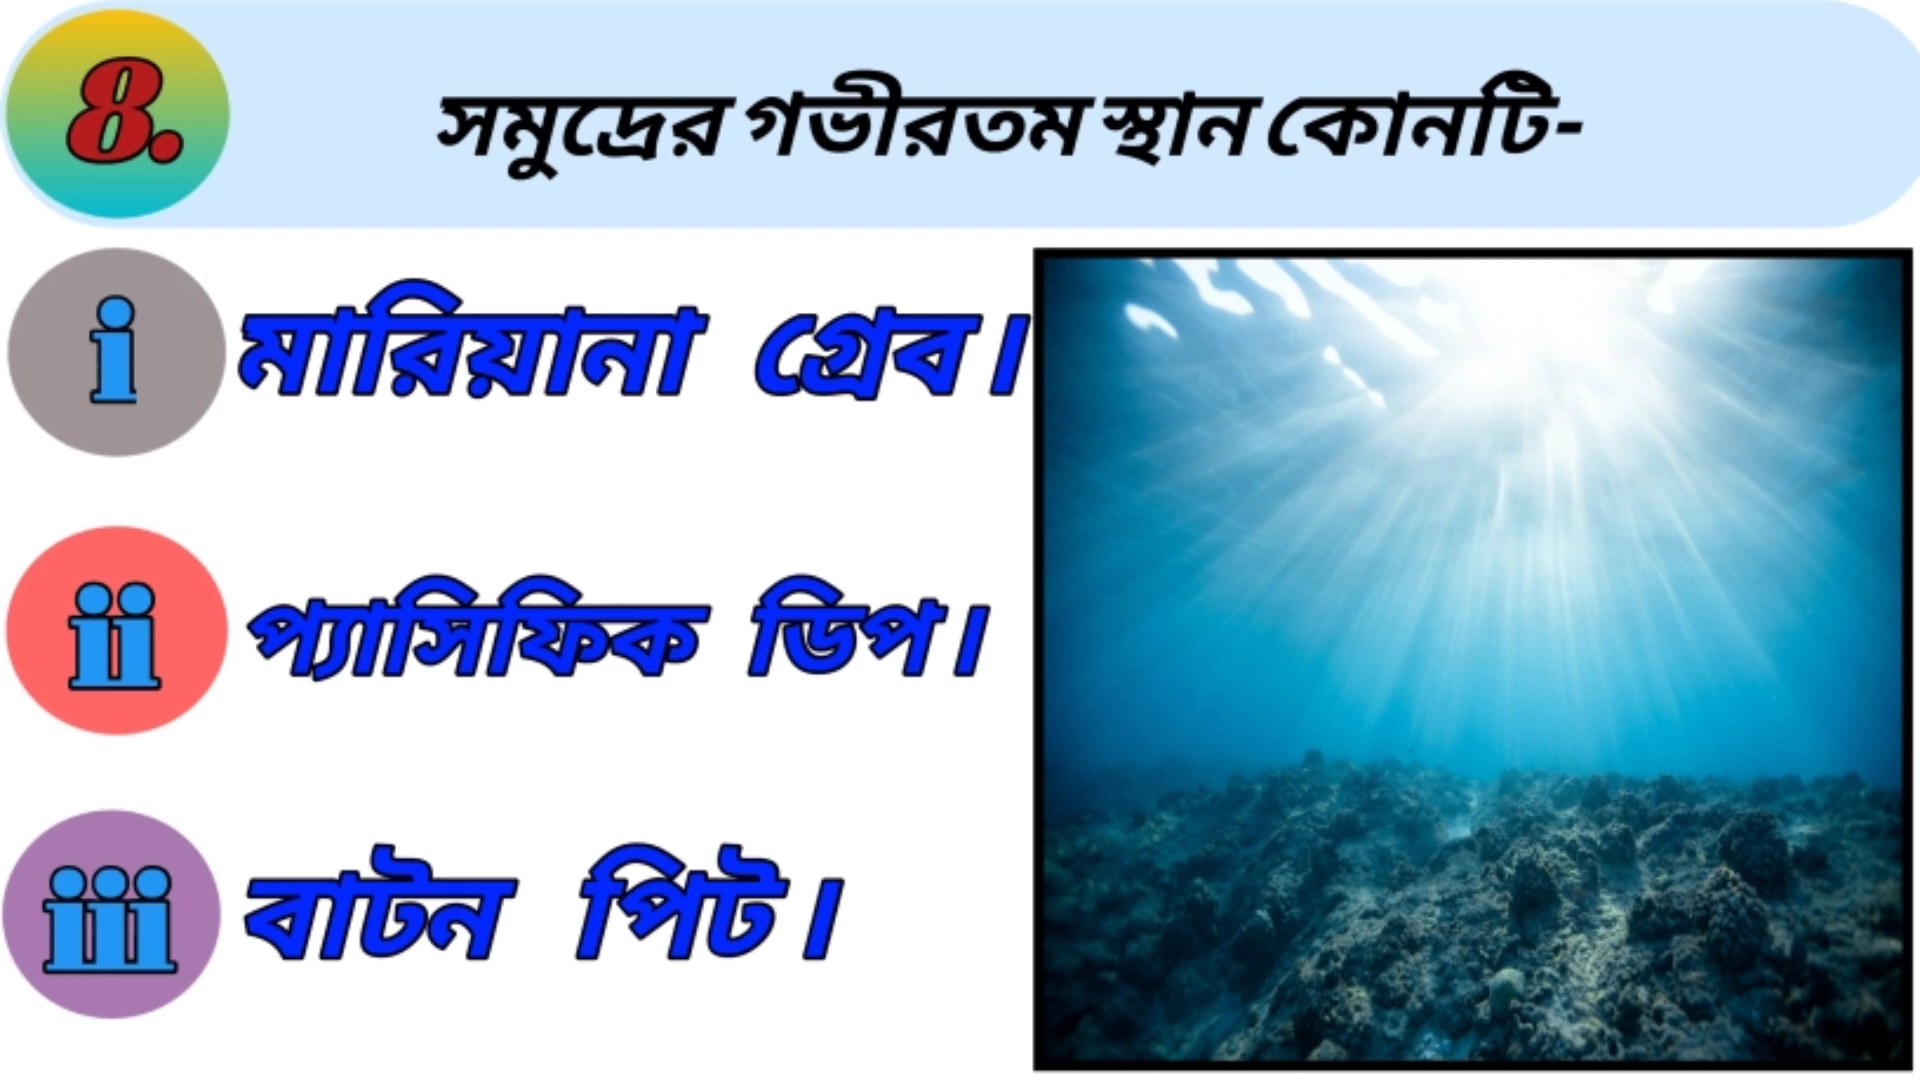 8.
সমুদ্রের গভীরতম স্থান কোনটি-
i
মারিয়ানা গ্রেব।
ii
প্যাসিফিক ডিপ।
iii
বাটন পিট।